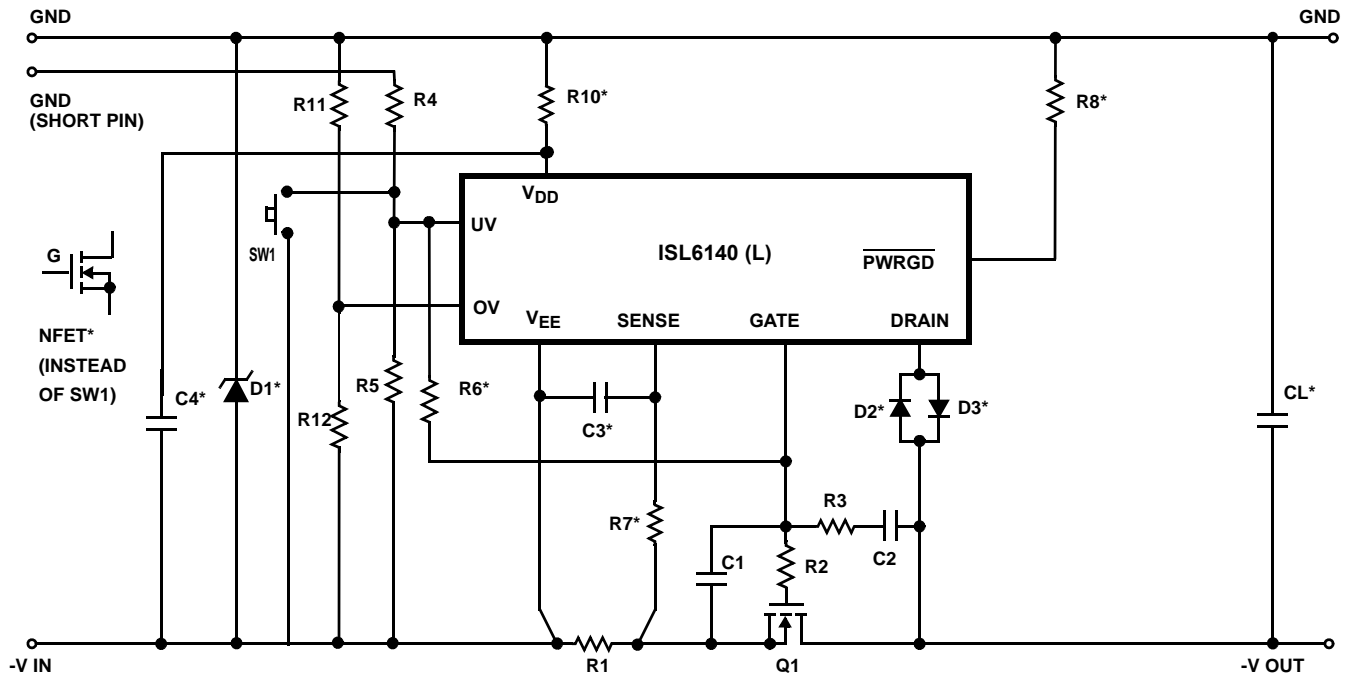 GND
GND
GND
(SHORT PIN)
R11
R4
R10*
R8*
VDD
UV
ISL6140 (L)
PWRGD
SW1
G
OV
VEE
SENSE
GATE
DRAIN
NFET*
(INSTEAD
OF SW1)
C4*
D1*
R12
R5
R6*
C3*
D2*
D3*
CL*
R7*
R3
C1
R2
C2
-V IN
R1
Q1
-V OUT